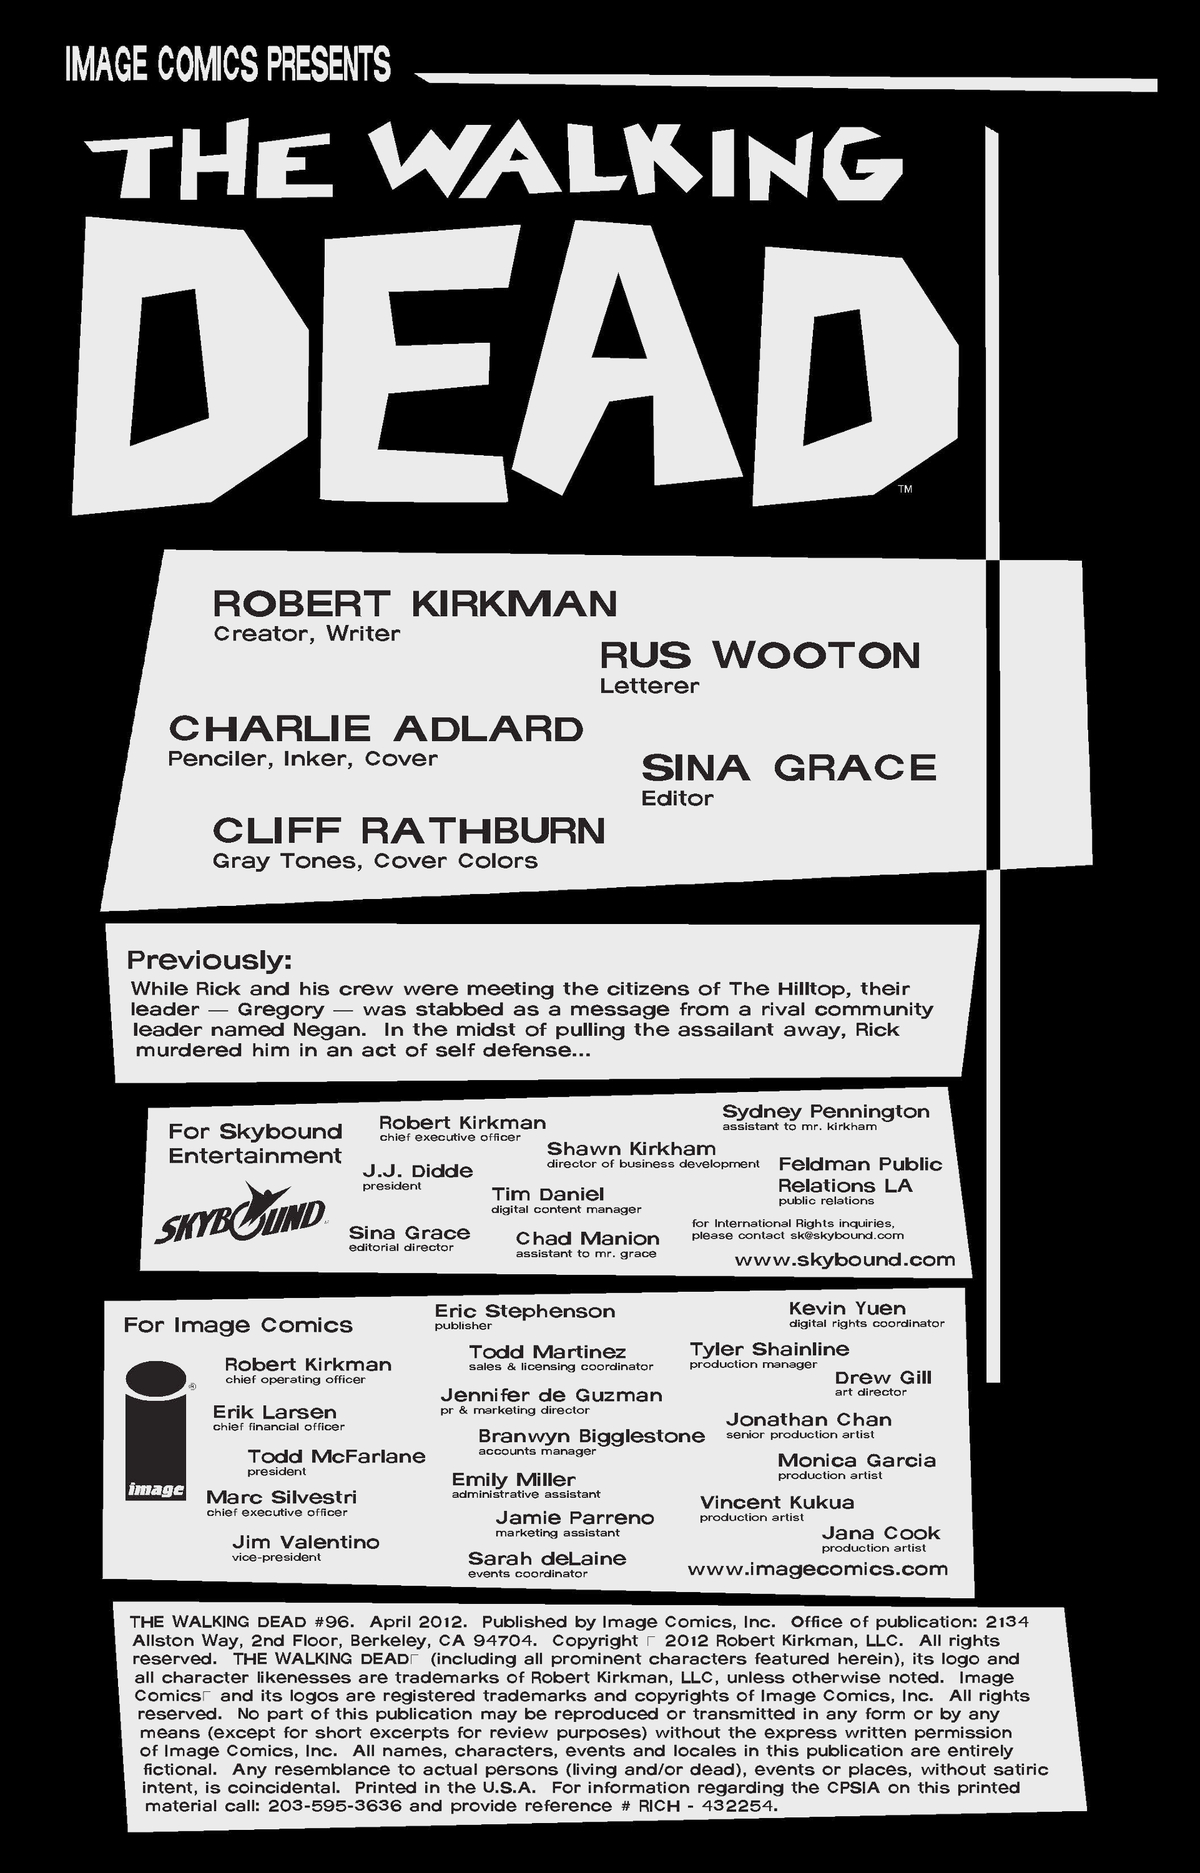 IMAGE COMICS PRESENTS
THE WALKING
DEAD
TM
ROBERT KIRKMAN
Creator, Writer
RUS WOOTON
Letterer
CHARLIE ADLARD
Penciler, Inker, Cover
SINA GRACE
Editor
CLIFF RATHBURN
Gray Tones, Cover Colors
Previously:
While Rick and his crew were meeting the citizens of The Hilltop, their
leader — Gregory — was stabbed as a message from a rival community
leader named Negan. In the midst of pulling the assailant away, Rick
murdered him in an act of self defense...
For Skybound
Entertainment
SKYBOUND
Robert Kirkman
chief executive officer
J.J. Didde
president
Sina Grace
editorial director
Shawn Kirkham
director of business development
Tim Daniel
digital content manager
Chad Manion
assistant to mr. grace
Sydney Pennington
assistant to mr. kirkham
Feldman Public
Relations LA
public relations
for International Rights inquiries,
please contact sk@skybound.com
www.skybound.com
For Image Comics
®
image
Robert Kirkman
chief operating officer
Erik Larsen
chief financial officer
Todd McFarlane
president
Marc Silvestri
chief executive officer
Jim Valentino
vice-president
Eric Stephenson
publisher
Todd Martinez
sales & licensing coordinator
Jennifer de Guzman
pr & marketing director
Branwyn Bigglestone
accounts manager
Emily Miller
administrative assistant
Jamie Parreno
marketing assistant
Sarah deLaine
events coordinator
Kevin Yuen
digital rights coordinator
Tyler Shainline
production manager
Drew Gill
art director
Jonathan Chan
senior production artist
Monica Garcia
production artist
Vincent Kukua
production artist
Jana Cook
production artist
www.imagecomics.com
THE WALKING DEAD #96. April 2012. Published by Image Comics, Inc. Office of publication: 2134
Allston Way, 2nd Floor, Berkeley, CA 94704. Copyright 2012 Robert Kirkman, LLC. All rights
reserved. THE WALKING DEAD (including all prominent characters featured herein), its logo and
all character likenesses are trademarks of Robert Kirkman, LLC, unless otherwise noted. Image
Comics and its logos are registered trademarks and copyrights of Image Comics, Inc. All rights
reserved. No part of this publication may be reproduced or transmitted in any form or by any
means (except for short excerpts for review purposes) without the express written permission
of Image Comics, Inc. All names, characters, events and locales in this publication are entirely
fictional. Any resemblance to actual persons (living and/or dead), events or places, without satiric
intent, is coincidental. Printed in the U.S.A. For information regarding the CPSIA on this printed
material call: 203-595-3636 and provide reference # RICH - 432254.